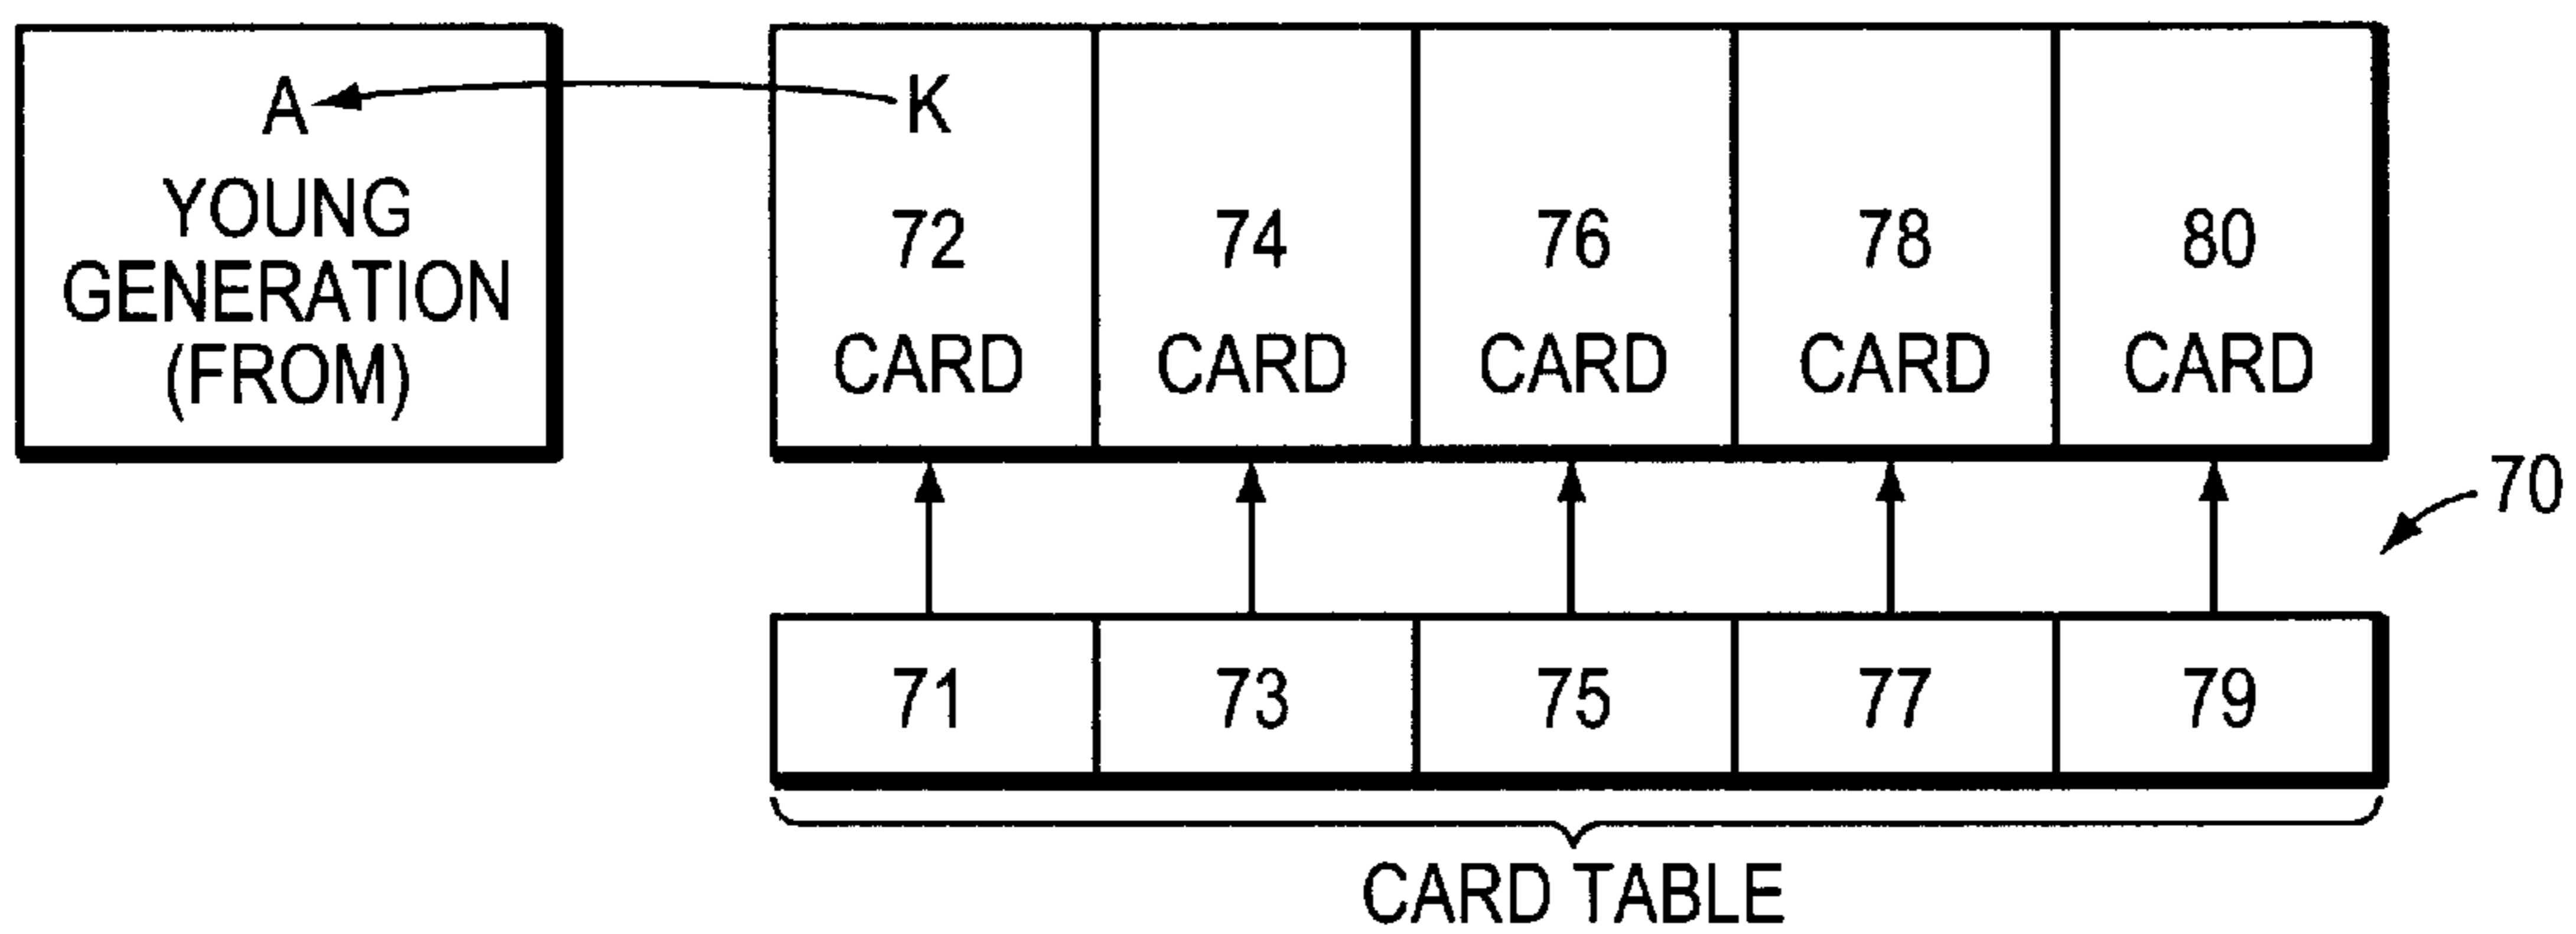 A
YOUNG
GENERATION
(FROM)
K
72
CARD
74
CARD
76
CARD
78
CARD
80
CARD
70
71
73
75
77
79
CARD TABLE